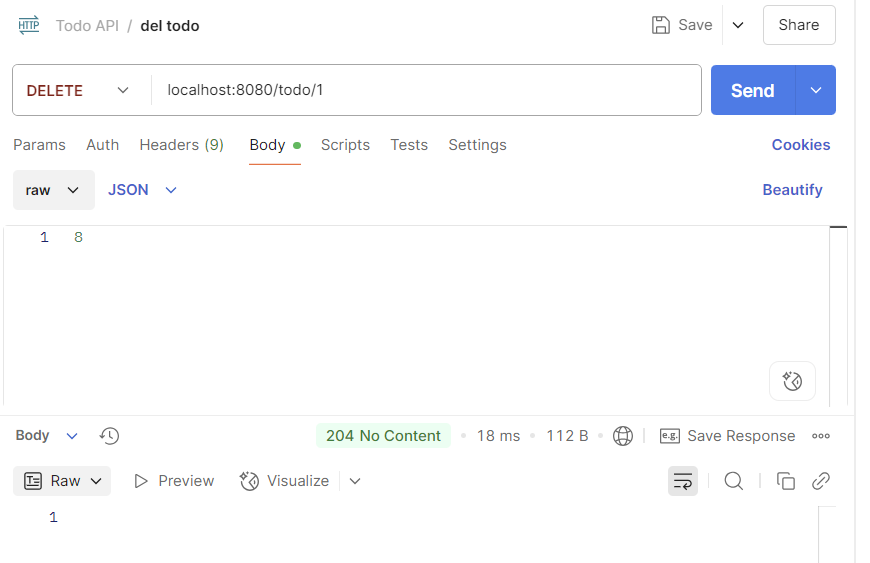 HTTP Todo API / del todo Save Share
DELETE localhost:8080/todo/1 Send
Params Auth Headers (9) Body Scripts Tests Settings Cookies
raw JSON Beautify
1 8
Body 204 No Content 18 ms 112 B e.g. Save Response
Raw Preview Visualize
1